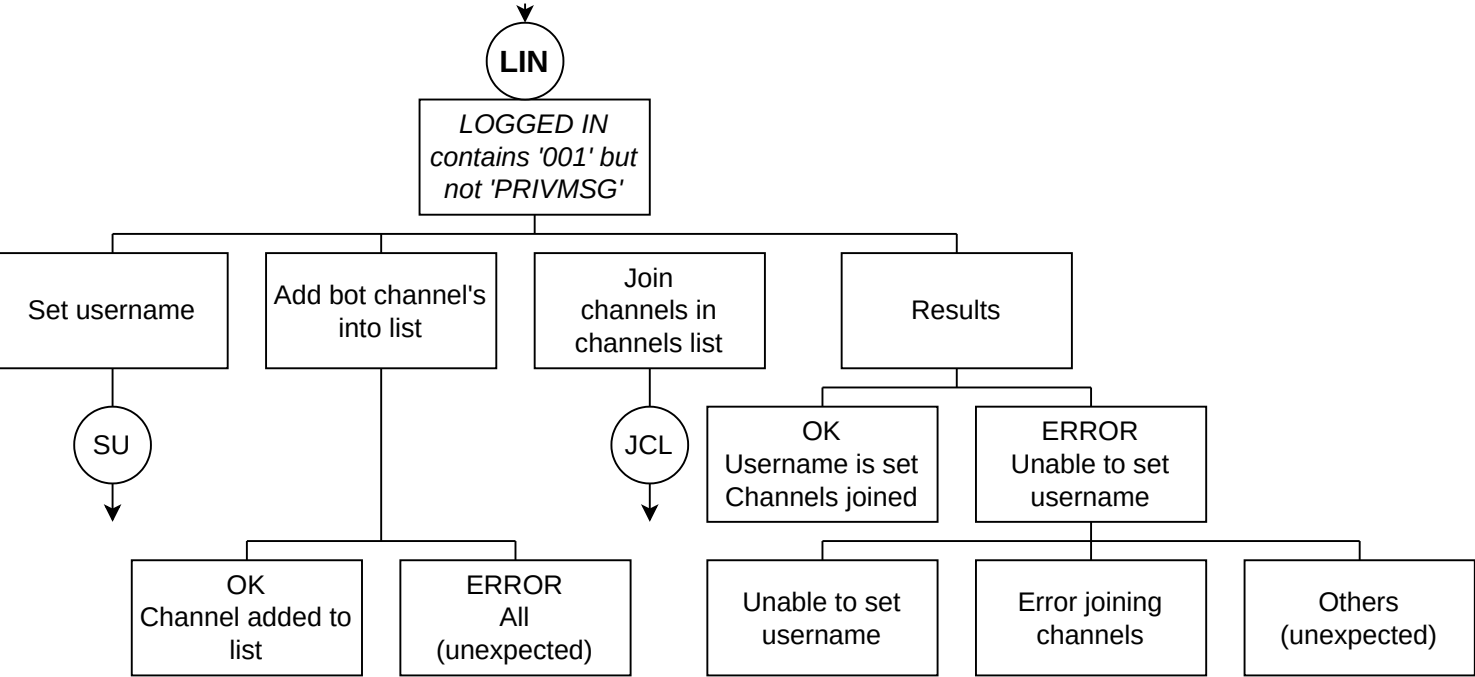 LIN
LOGGED IN
contains '001' but
not 'PRIVMSG'
Set username
Add bot channel's
into list
Join
channels in
channels list
Results
SU
JCL
OK
Username is set
Channels joined
ERROR
Unable to set
username
OK
Channel added to
list
ERROR
All
(unexpected)
Unable to set
username
Error joining
channels
Others
(unexpected)